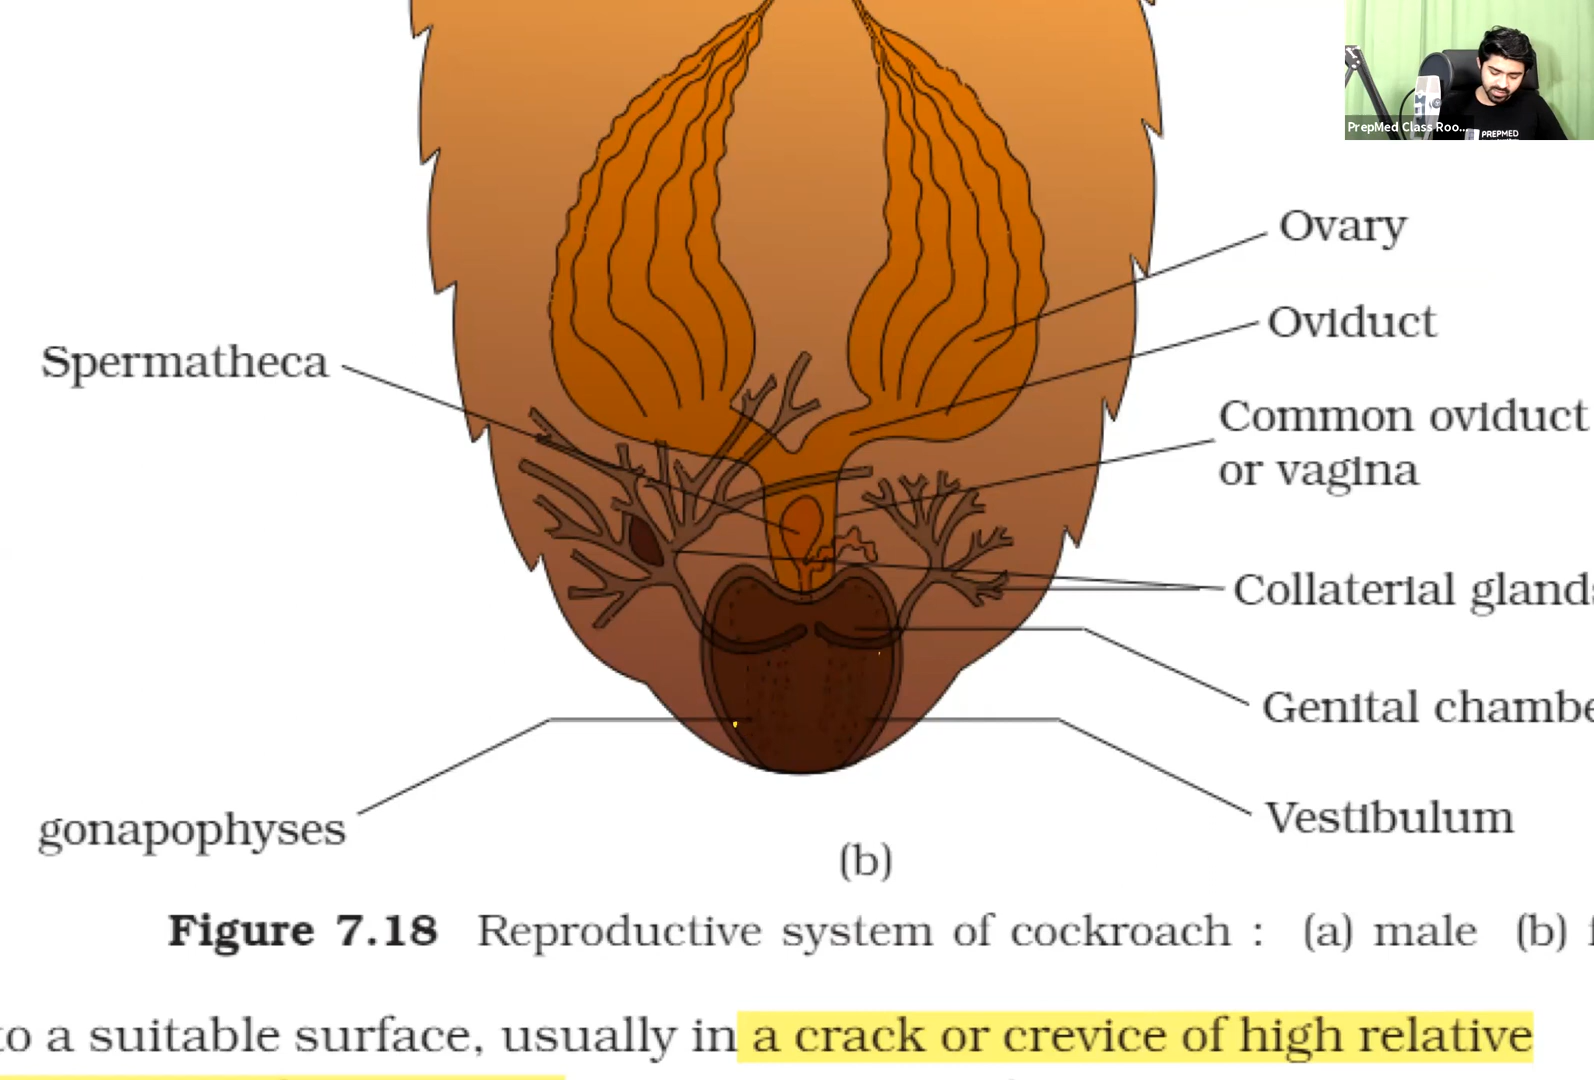 PrepMed Class Roo...
PREPMED
Ovary
Oviduct
Spermatheca
Common oviduct
or vagina
Collaterial gland
Genital chambe
gonapophyses
Vestibulum
(b)
Figure 7.18 Reproductive system of cockroach : (a) male (b)
to a suitable surface, usually in a crack or crevice of high relative